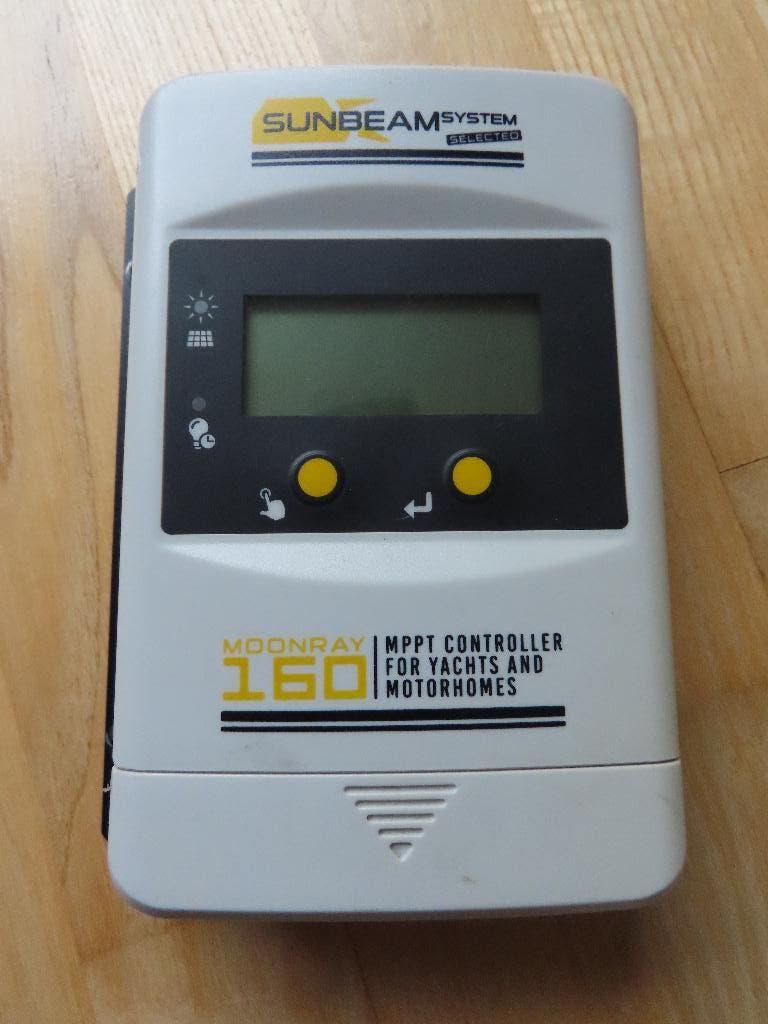 SUNBEAMSYSTEM
SELECTED
MOONRAY
160
MPPT CONTROLLER
FOR YACHTS AND
MOTORHOMES